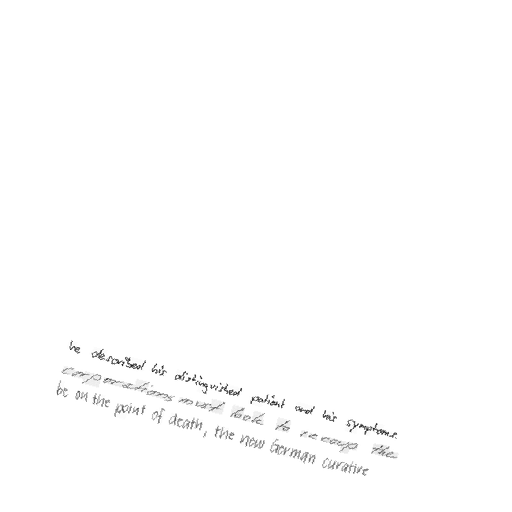 he described his distinguished patient and his symptoms.
corporations must look to recoup the
be on the point of death, the new German curative